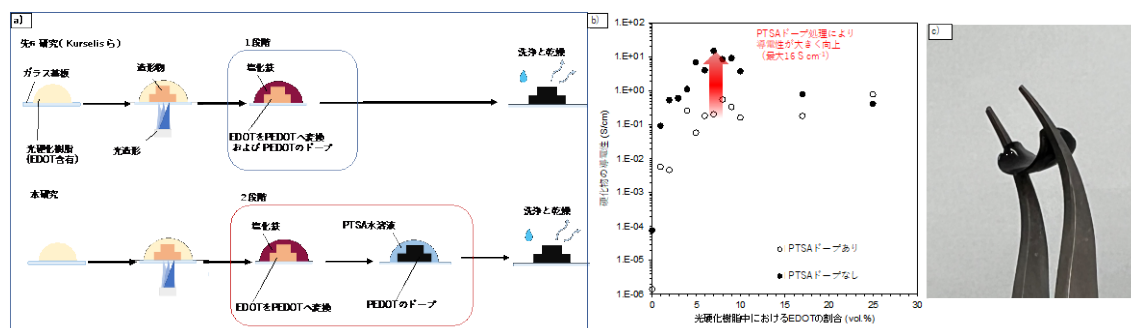 a)
先行研究(Kurselisら)
ガラス基板
造形物
光硬化樹脂
(EDOT含有)
光造形
1段階
塩化鉄
EDOTをPEDOTへ変換
および PEDOTのドープ
洗浄と乾燥
本研究
2段階
塩化鉄
PTSA水溶液
EDOTをPEDOTへ変換
PEDOTのドープ
洗浄と乾燥
b)
硬化物の導電性 (S/cm)
1.E+03
1.E+02
1.E+01
1.E+00
1.E-01
1.E-02
1.E-03
1.E-04
1.E-05
1.E-06
PTSAドープ処理により
導電性が大きく向上
(最大16 S cm⁻¹)
○ PTSAドープあり
● PTSAドープなし
0 5 10 15 20 25 30
光硬化樹脂中におけるEDOTの割合 (vol.%)
c)